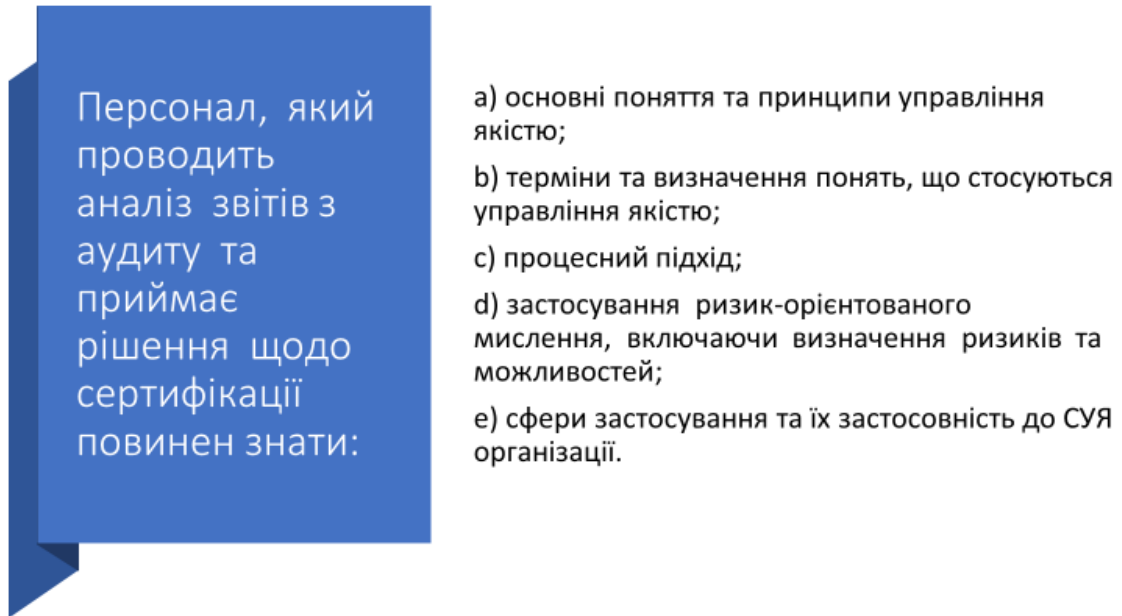 Персонал, який
проводить
аналіз звітів з
аудиту та
приймає
рішення щодо
сертифікації
повинен знати:
a) основні поняття та принципи управління
якістю;
b) терміни та визначення понять, що стосуються
управління якістю;
c) процесний підхід;
d) застосування ризик-орієнтованого
мислення, включаючи визначення ризиків та
можливостей;
e) сфери застосування та їх застосовність до СУЯ
організації.